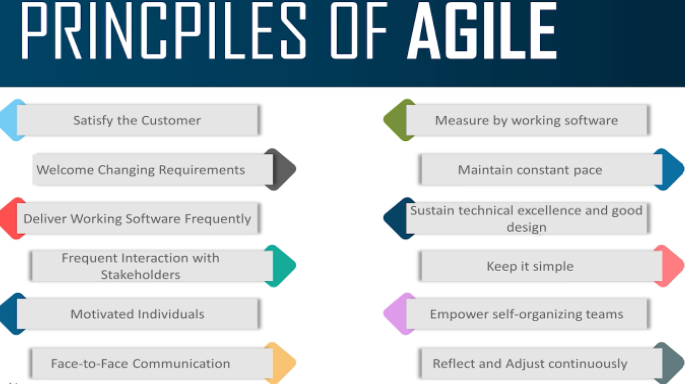 PRINCPILES OF AGILE
Satisfy the Customer
Welcome Changing Requirements
Deliver Working Software Frequently
Frequent Interaction with
Stakeholders
Motivated Individuals
Face-to-Face Communication
Measure by working software
Maintain constant pace
Sustain technical excellence and good
design
Keep it simple
Empower self-organizing teams
Reflect and Adjust continuously